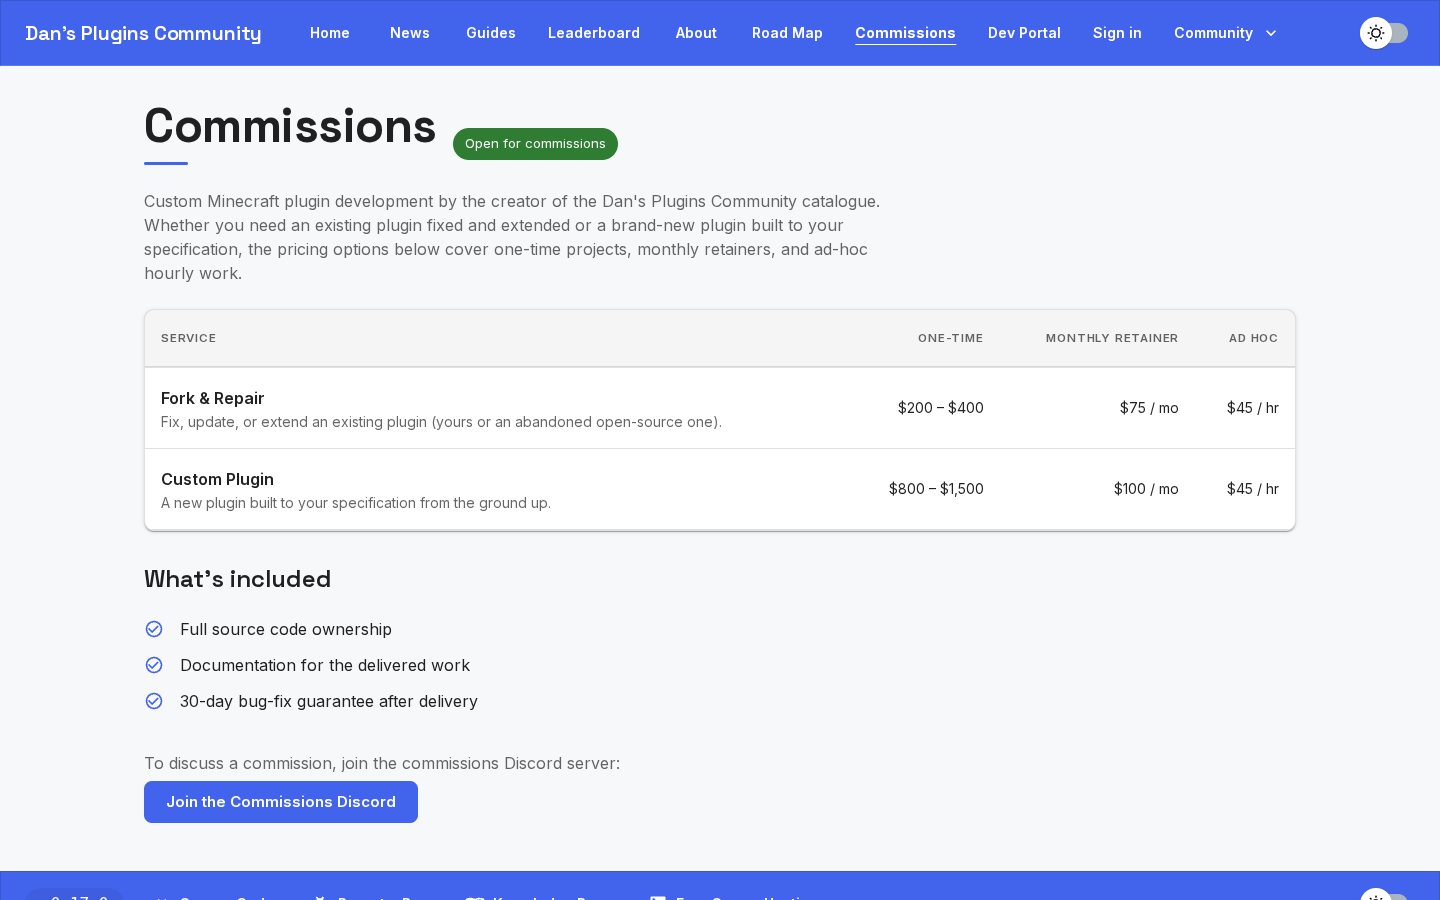 Dan's Plugins Community Home News Guides Leaderboard About Road Map Commissions Dev Portal Sign in Community
Commissions Open for commissions
Custom Minecraft plugin development by the creator of the Dan's Plugins Community catalogue.
Whether you need an existing plugin fixed and extended or a brand-new plugin built to your
specification, the pricing options below cover one-time projects, monthly retainers, and ad-hoc
hourly work.
SERVICE ONE-TIME MONTHLY RETAINER AD HOC
Fork & Repair
Fix, update, or extend an existing plugin (yours or an abandoned open-source one).
$200 – $400 $75 / mo $45 / hr
Custom Plugin
A new plugin built to your specification from the ground up.
$800 – $1,500 $100 / mo $45 / hr
What's included
Full source code ownership
Documentation for the delivered work
30-day bug-fix guarantee after delivery
To discuss a commission, join the commissions Discord server:
Join the Commissions Discord